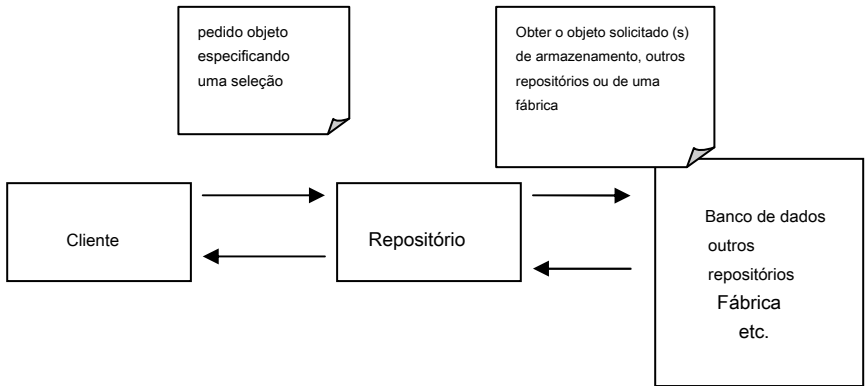 pedido objeto
especificando
uma seleção
Obter o objeto solicitado (s)
de armazenamento, outros
repositórios ou de uma
fábrica
Cliente
Repositório
Banco de dados
outros
repositórios
Fábrica
etc.